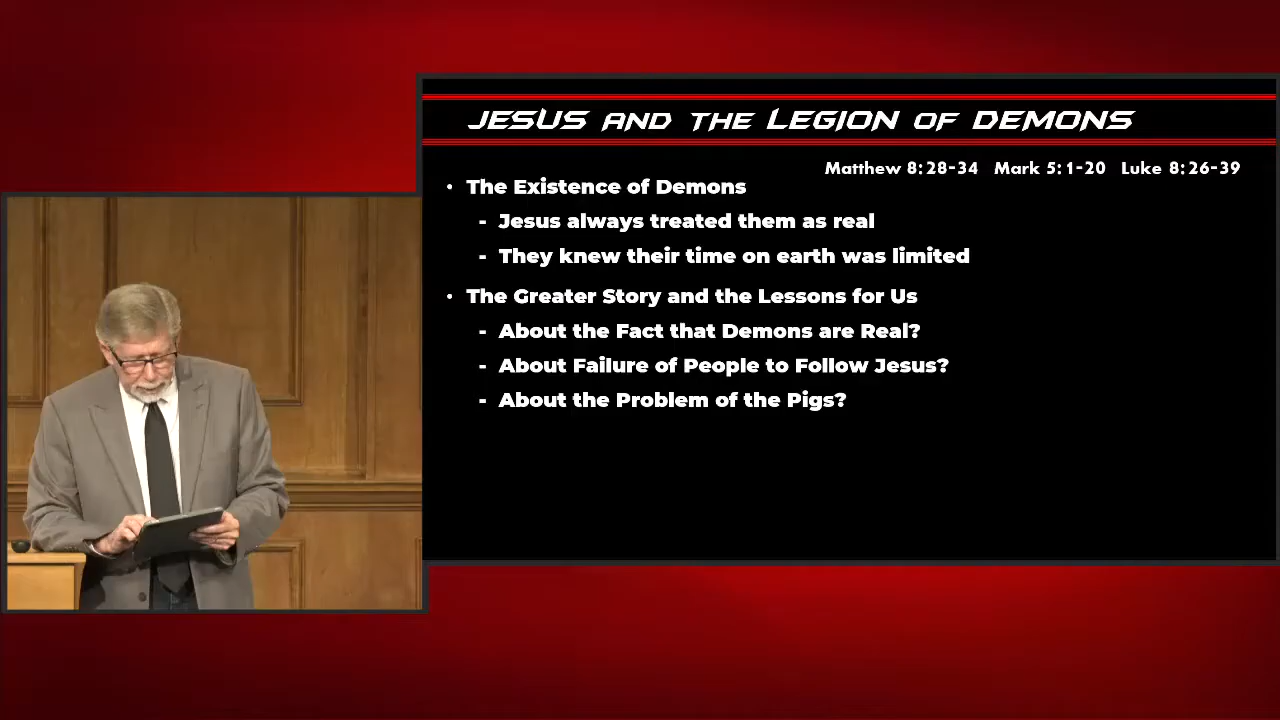 JESUS AND THE LEGION OF DEMONS
Matthew 8:28-34 Mark 5:1-20 Luke 8:26-39
• The Existence of Demons
- Jesus always treated them as real
- They knew their time on earth was limited
• The Greater Story and the Lessons for Us
- About the Fact that Demons are Real?
- About Failure of People to Follow Jesus?
- About the Problem of the Pigs?